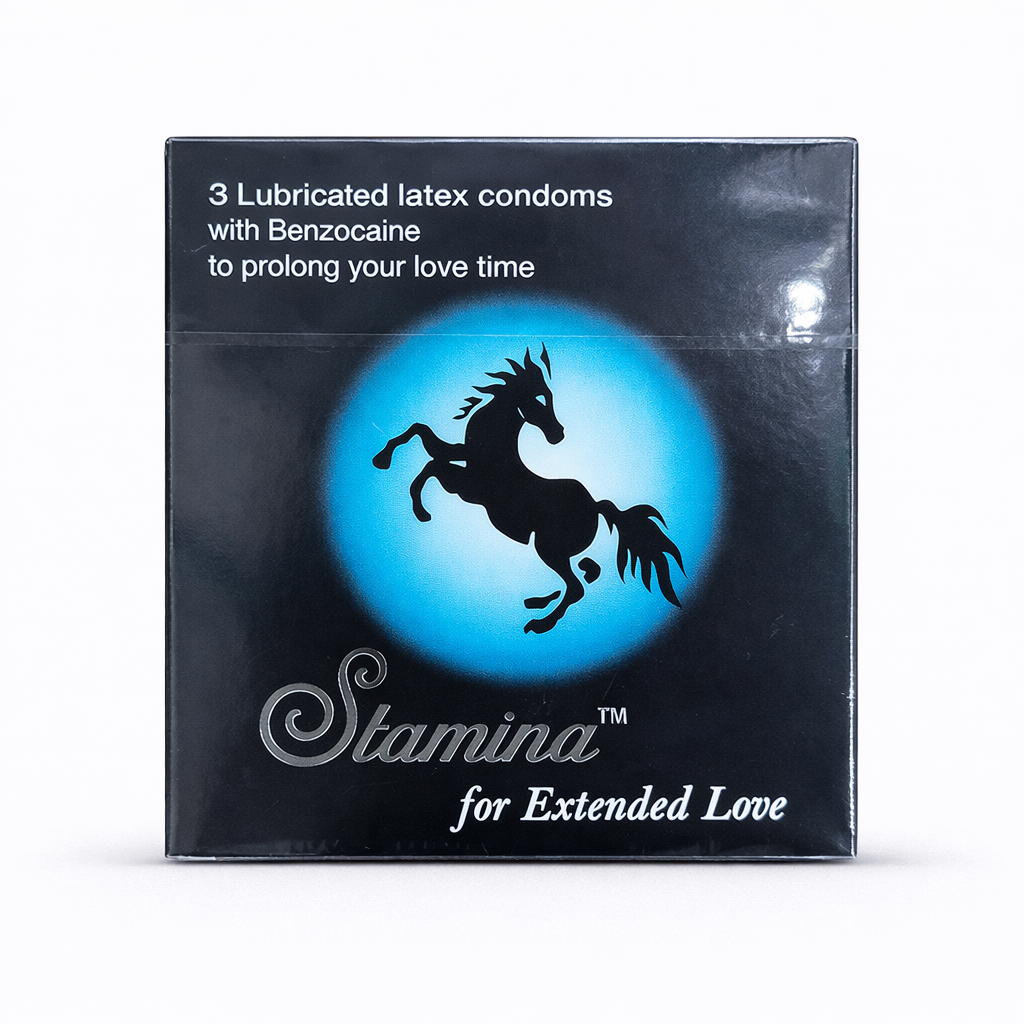 3 Lubricated latex condoms
with Benzocaine
to prolong your love time
Stamina™
for Extended Love